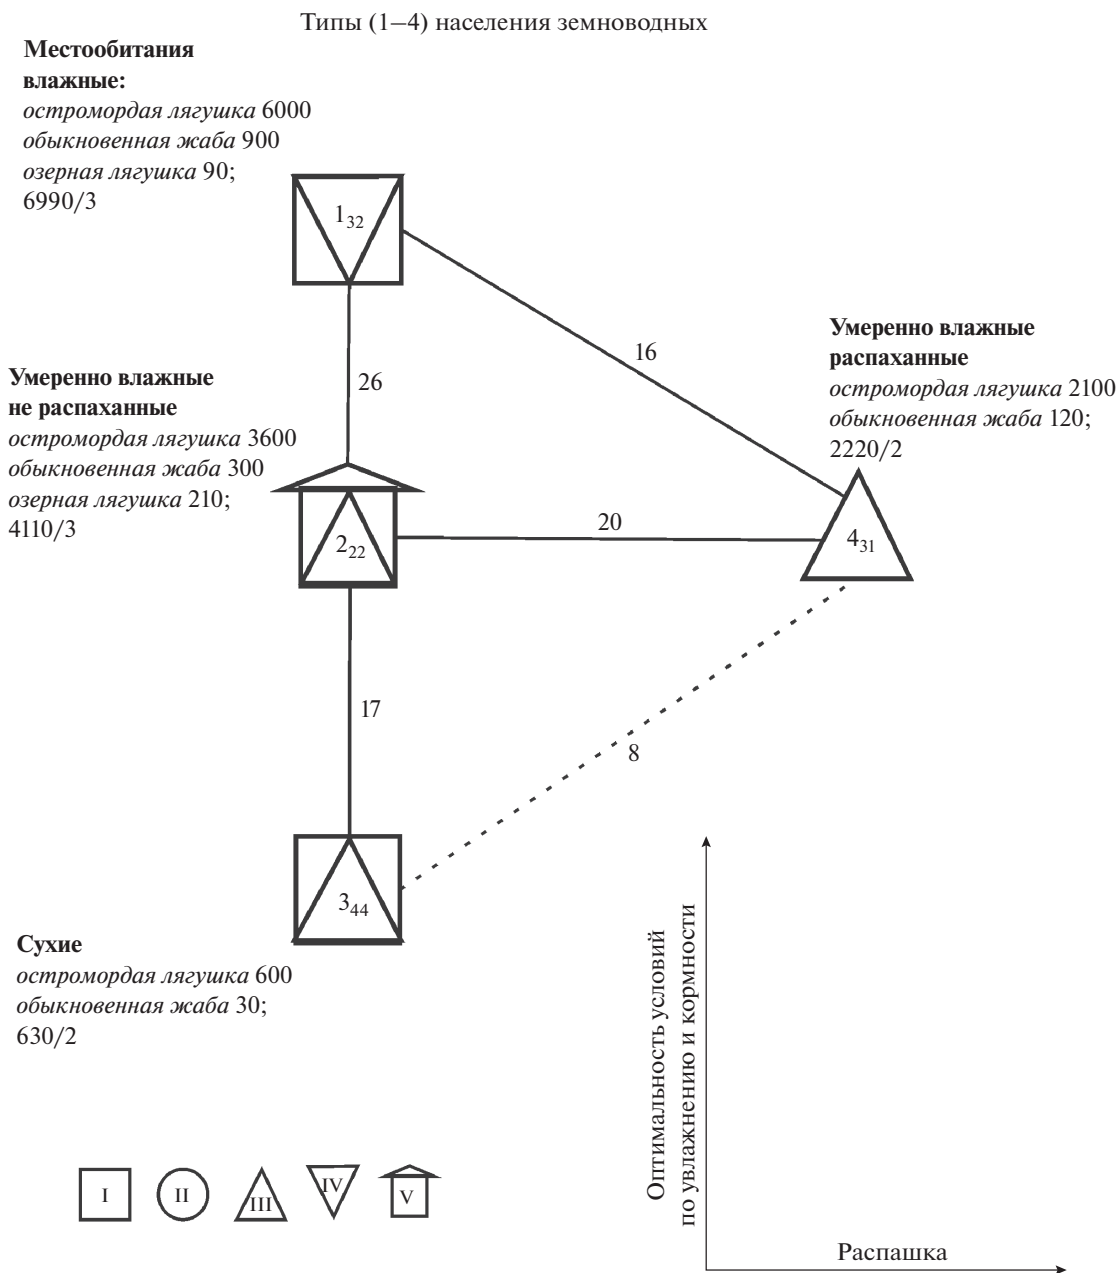 Типы (1–4) населения земноводных
Местообитания
влажные:
остромордая лягушка 6000
обыкновенная жаба 900
озерная лягушка 90;
6990/3
1₃₂
16
26
Умеренно влажные
распаханные
остромордая лягушка 2100
обыкновенная жаба 120;
2220/2
Умеренно влажные
не распаханные
остромордая лягушка 3600
обыкновенная жаба 300
озерная лягушка 210;
4110/3
2₂₂
20
4₃₁
17
8
3₄₄
Сухие
остромордая лягушка 600
обыкновенная жаба 30;
630/2
Оптимальность условий
по увлажнению и кормности
Распашка
I II III IV V